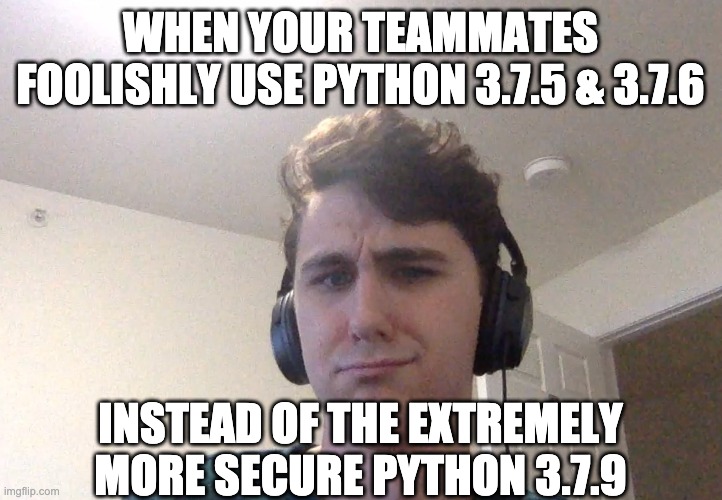 WHEN YOUR TEAMMATES
FOOLISHLY USE PYTHON 3.7.5 & 3.7.6
INSTEAD OF THE EXTREMELY
MORE SECURE PYTHON 3.7.9
imgflip.com